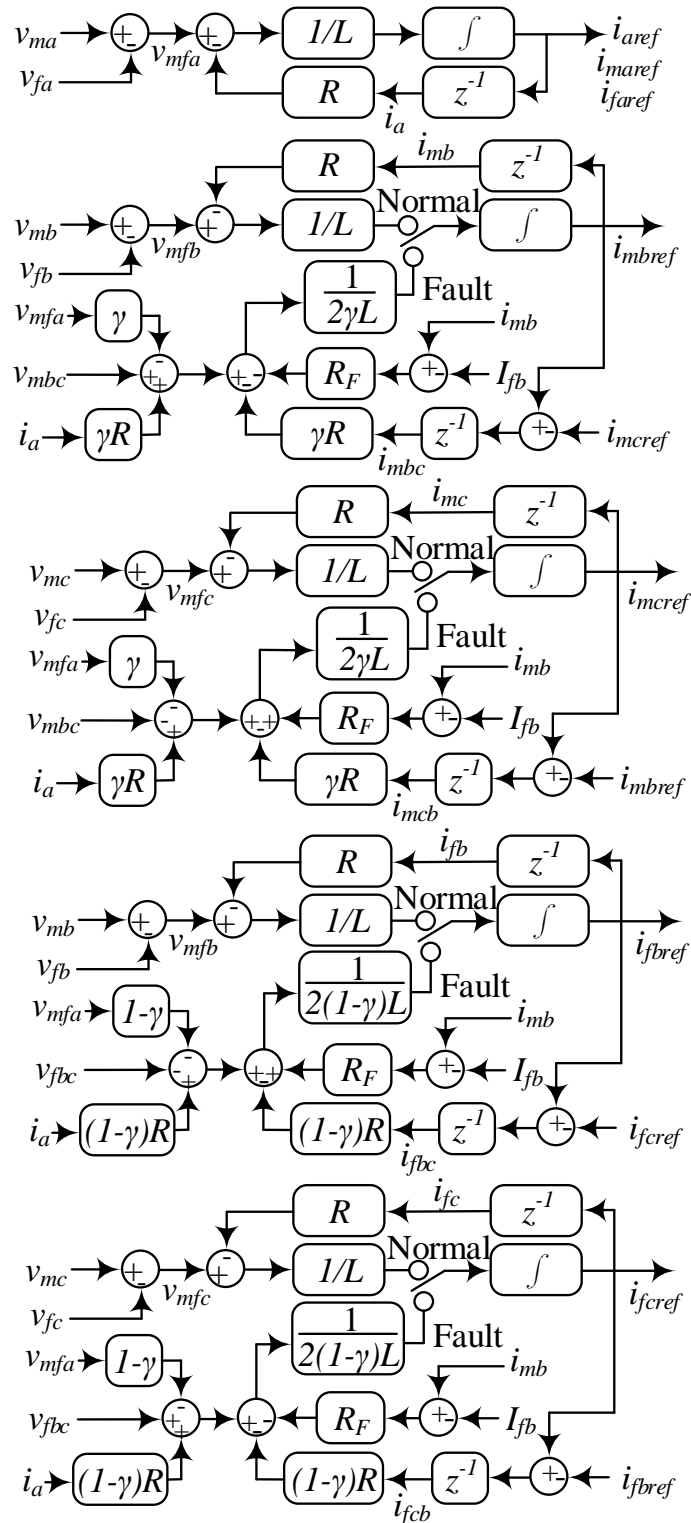 v_ma + - v_mfa - + 1/L ∫ i_aref
v_fa R i_a z^-1 i_maref
i_faref
R i_mb z^-1
v_mb + - v_mfb - + 1/L Normal ∫ i_mbref
v_fb 1/2γL Fault
v_mfa γ i_mb
v_mbc - + + + - - R_F + - I_fb
i_a γR γR i_mbc z^-1 + - i_mcref
R i_mc z^-1
v_mc + - v_mfc - + 1/L Normal ∫ i_mcref
v_fc 1/2γL Fault
v_mfa γ i_mb
v_mbc - - + + - + R_F + - I_fb
i_a γR γR i_mcb z^-1 + - i_mbref
R i_fb z^-1
v_mb + - v_mfb - + 1/L Normal ∫ i_fbref
v_fb 1/2(1-γ)L Fault
v_mfa 1-γ i_mb
v_fbc - - + + - + R_F + - I_fb
i_a (1-γ)R (1-γ)R i_fbc z^-1 + - i_fcref
R i_fc z^-1
v_mc + - v_mfc - + 1/L Normal ∫ i_fcref
v_fc 1/2(1-γ)L Fault
v_mfa 1-γ i_mb
v_fbc - + + + - - R_F + - I_fb
i_a (1-γ)R (1-γ)R i_fcb z^-1 + - i_fbref